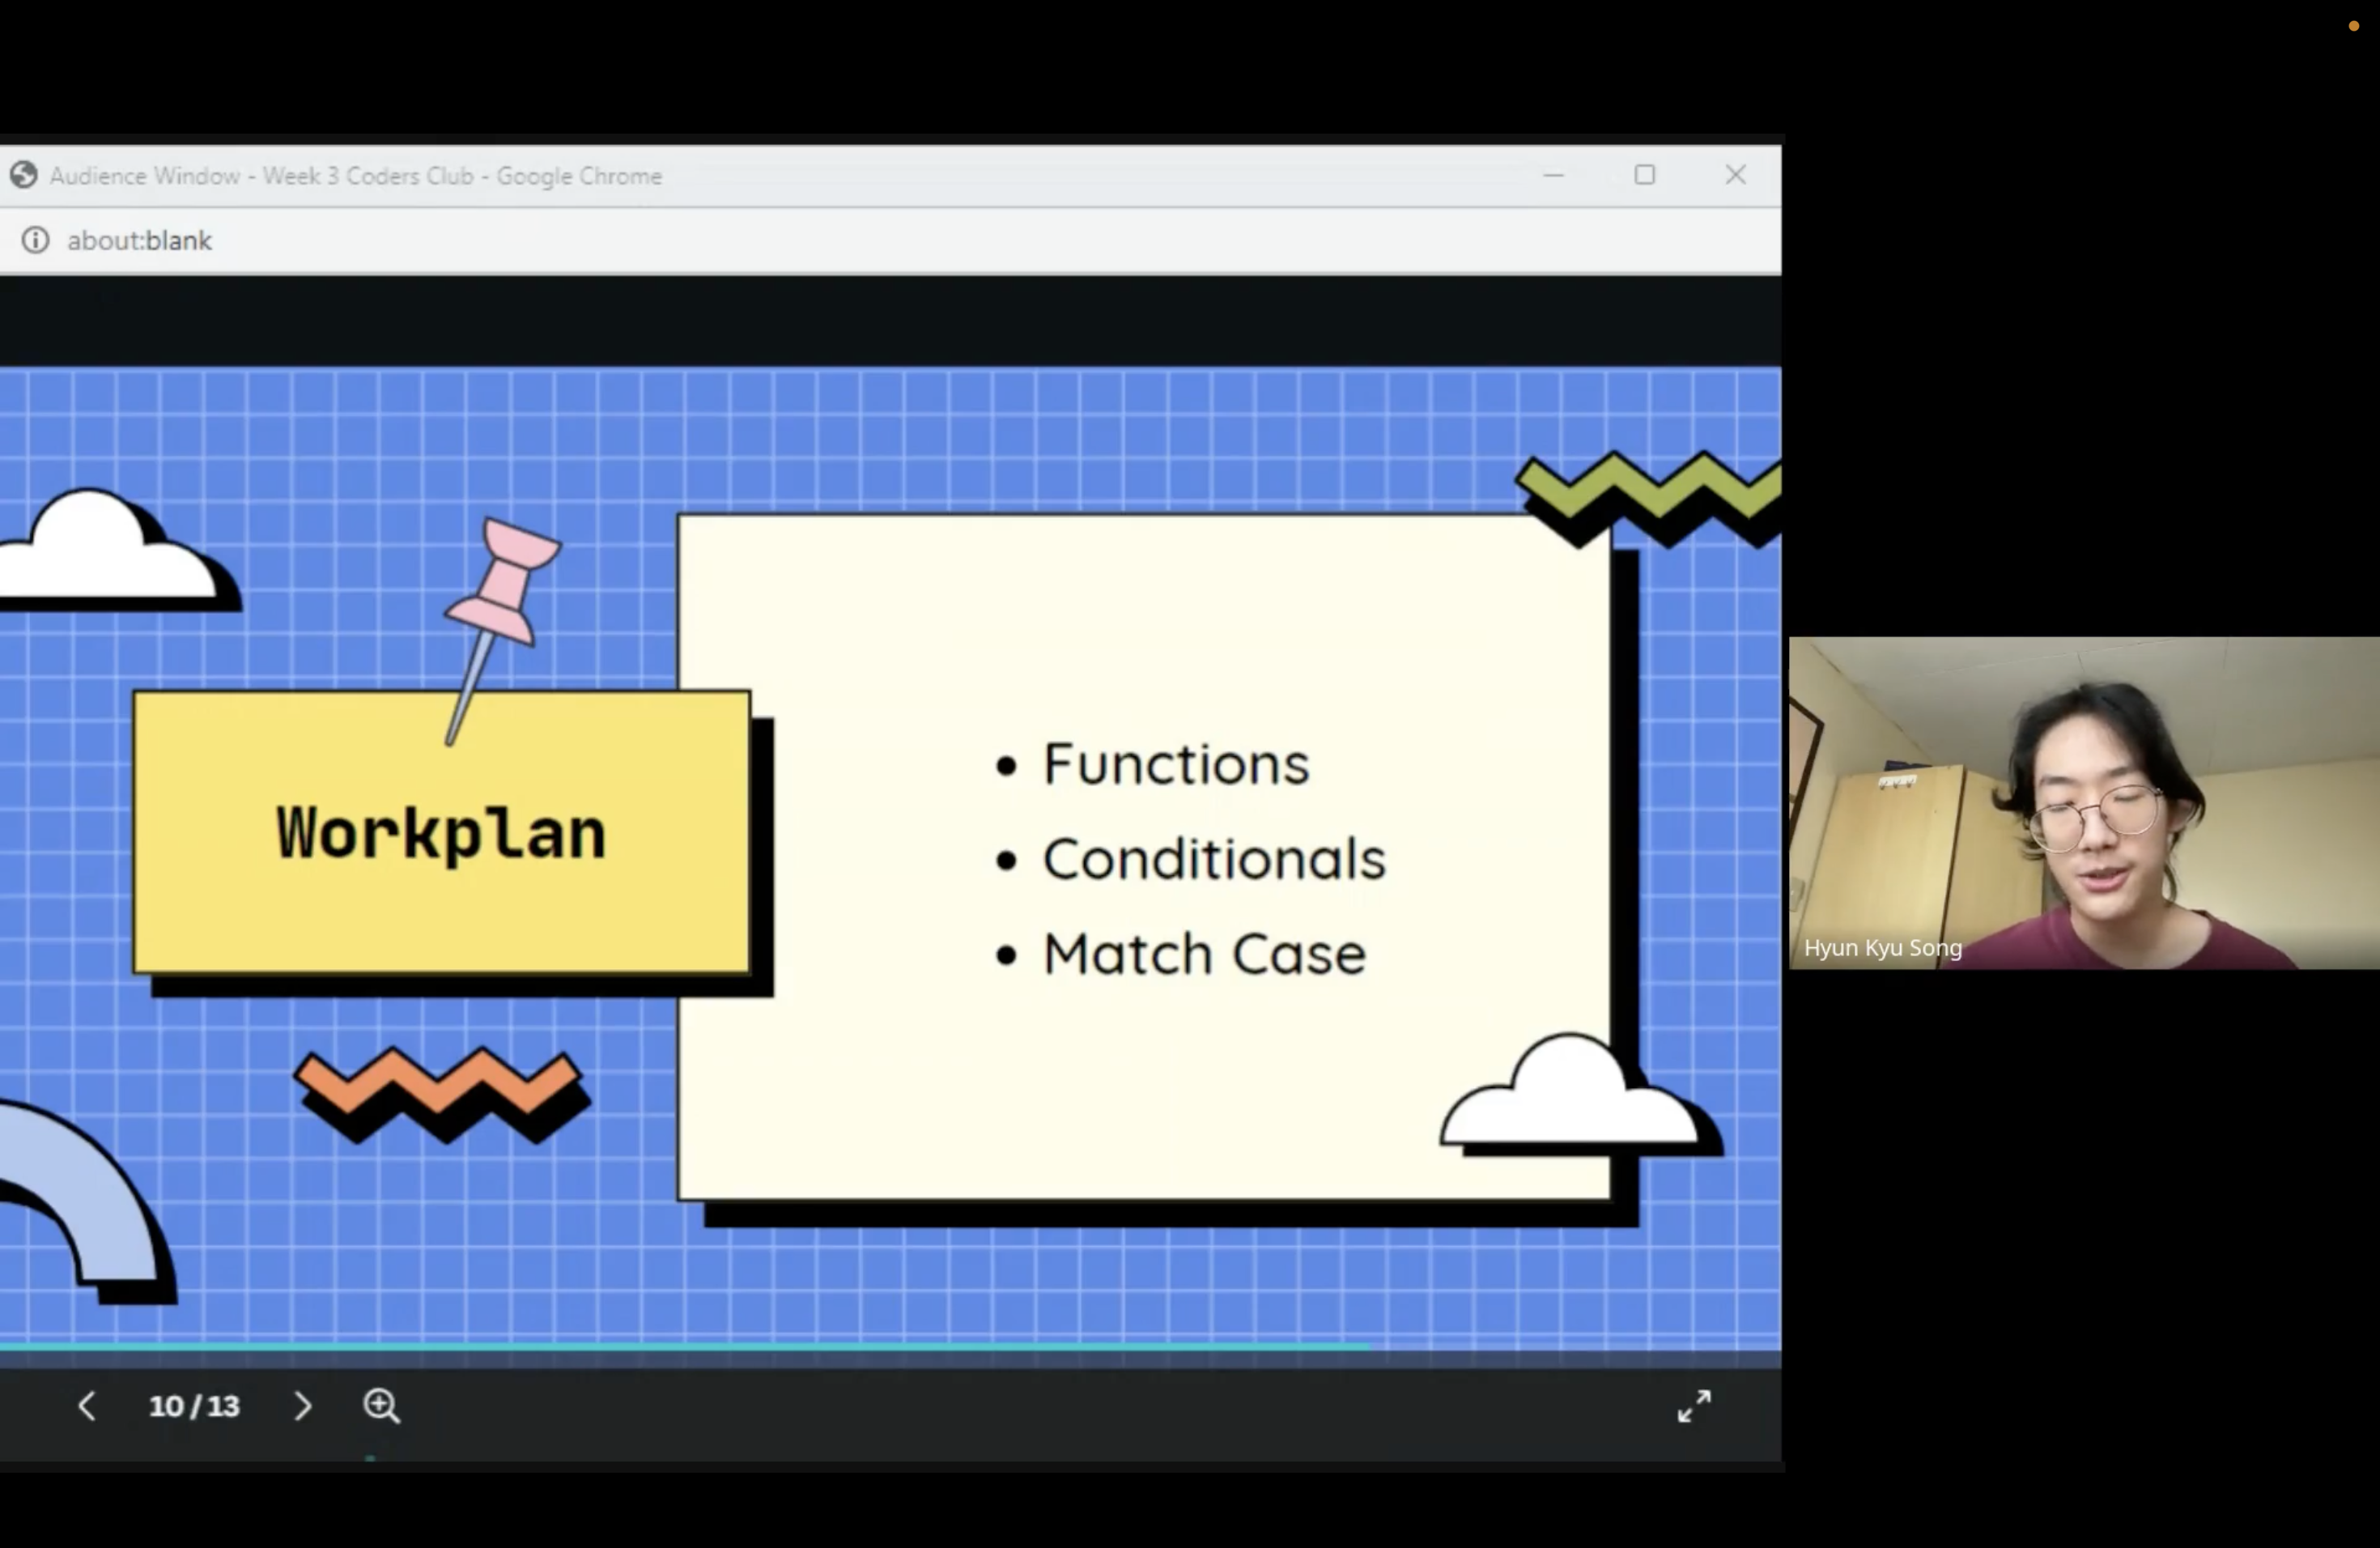 Audience Window - Week 3 Coders Club - Google Chrome
about:blank
Workplan
• Functions
• Conditionals
• Match Case
Hyun Kyu Song
10 / 13